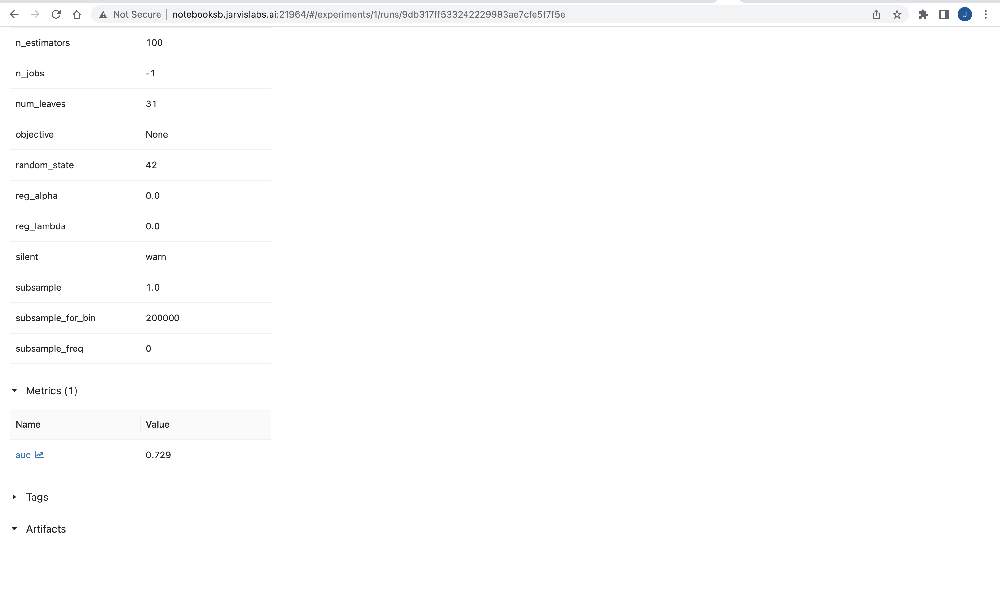 Not Secure notebooksb.jarvislabs.ai:21964/#/experiments/1/runs/9db317ff533242229983ae7cfe5f7f5e
J
n_estimators 100
n_jobs -1
num_leaves 31
objective None
random_state 42
reg_alpha 0.0
reg_lambda 0.0
silent warn
subsample 1.0
subsample_for_bin 200000
subsample_freq 0
Metrics (1)
Name Value
auc 0.729
Tags
Artifacts